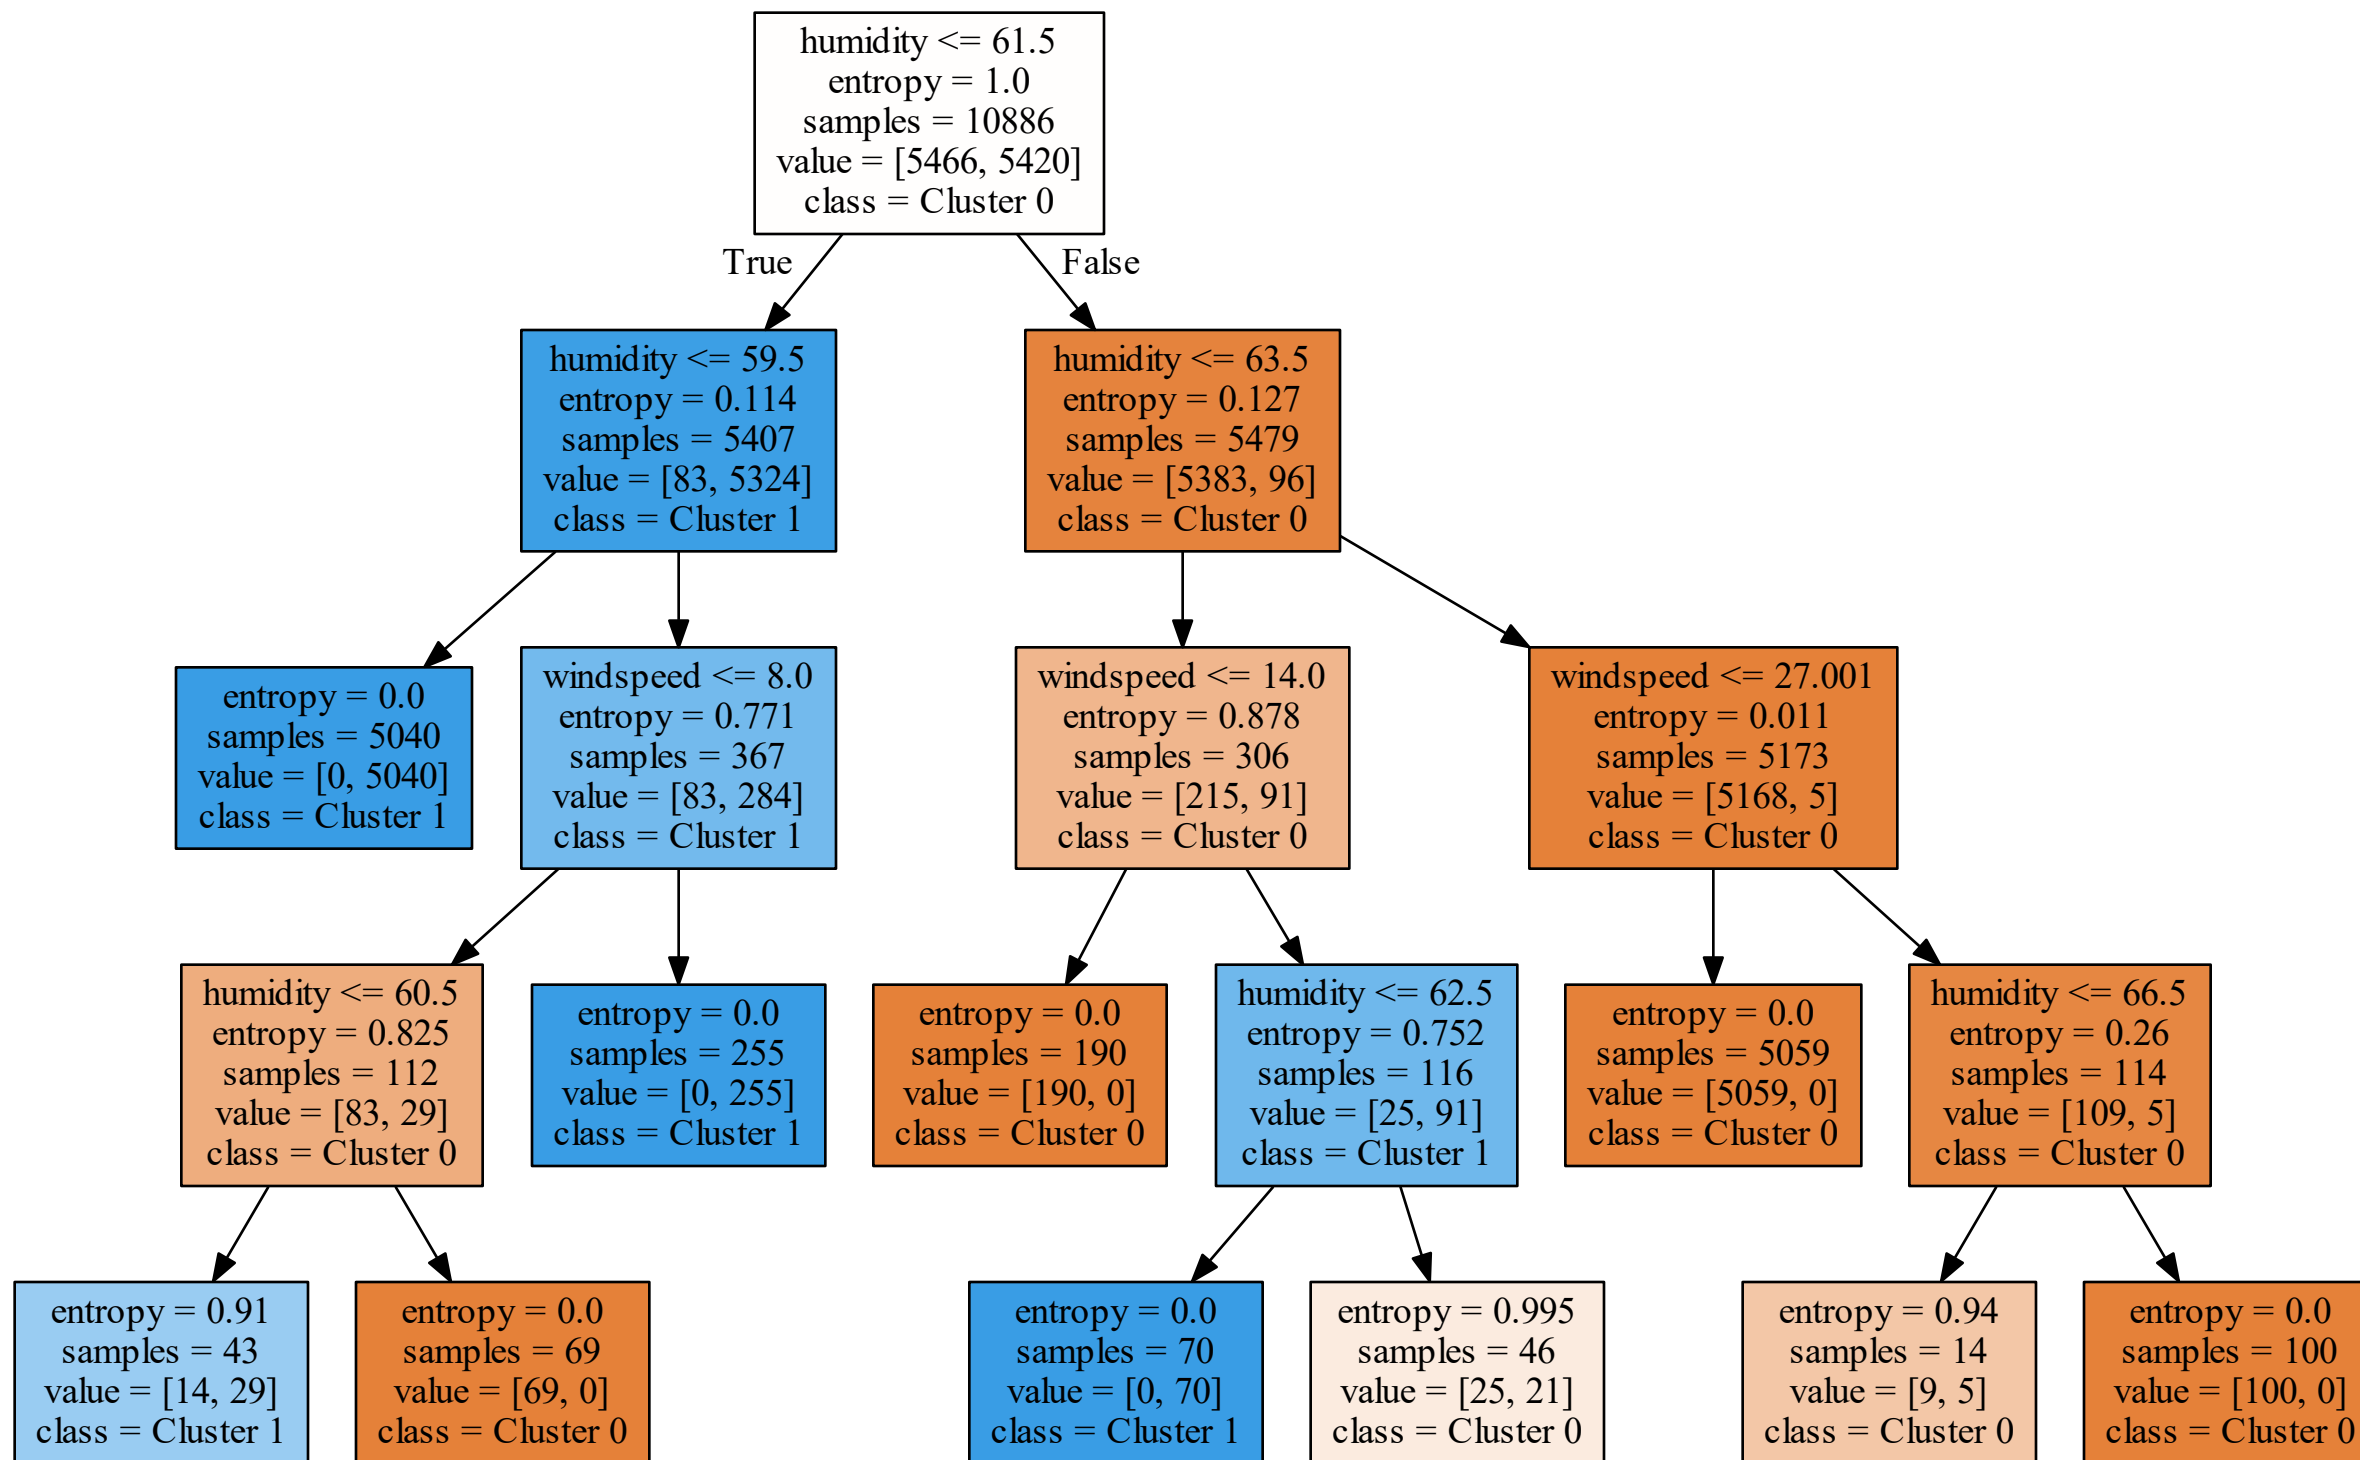 humidity <= 61.5
entropy = 1.0
samples = 10886
value = [5466, 5420]
class = Cluster 0
True
False
humidity <= 59.5
entropy = 0.114
samples = 5407
value = [83, 5324]
class = Cluster 1
humidity <= 63.5
entropy = 0.127
samples = 5479
value = [5383, 96]
class = Cluster 0
entropy = 0.0
samples = 5040
value = [0, 5040]
class = Cluster 1
windspeed <= 8.0
entropy = 0.771
samples = 367
value = [83, 284]
class = Cluster 1
windspeed <= 14.0
entropy = 0.878
samples = 306
value = [215, 91]
class = Cluster 0
windspeed <= 27.001
entropy = 0.011
samples = 5173
value = [5168, 5]
class = Cluster 0
humidity <= 60.5
entropy = 0.825
samples = 112
value = [83, 29]
class = Cluster 0
entropy = 0.0
samples = 255
value = [0, 255]
class = Cluster 1
entropy = 0.0
samples = 190
value = [190, 0]
class = Cluster 0
humidity <= 62.5
entropy = 0.752
samples = 116
value = [25, 91]
class = Cluster 1
entropy = 0.0
samples = 5059
value = [5059, 0]
class = Cluster 0
humidity <= 66.5
entropy = 0.26
samples = 114
value = [109, 5]
class = Cluster 0
entropy = 0.91
samples = 43
value = [14, 29]
class = Cluster 1
entropy = 0.0
samples = 69
value = [69, 0]
class = Cluster 0
entropy = 0.0
samples = 70
value = [0, 70]
class = Cluster 1
entropy = 0.995
samples = 46
value = [25, 21]
class = Cluster 0
entropy = 0.94
samples = 14
value = [9, 5]
class = Cluster 0
entropy = 0.0
samples = 100
value = [100, 0]
class = Cluster 0